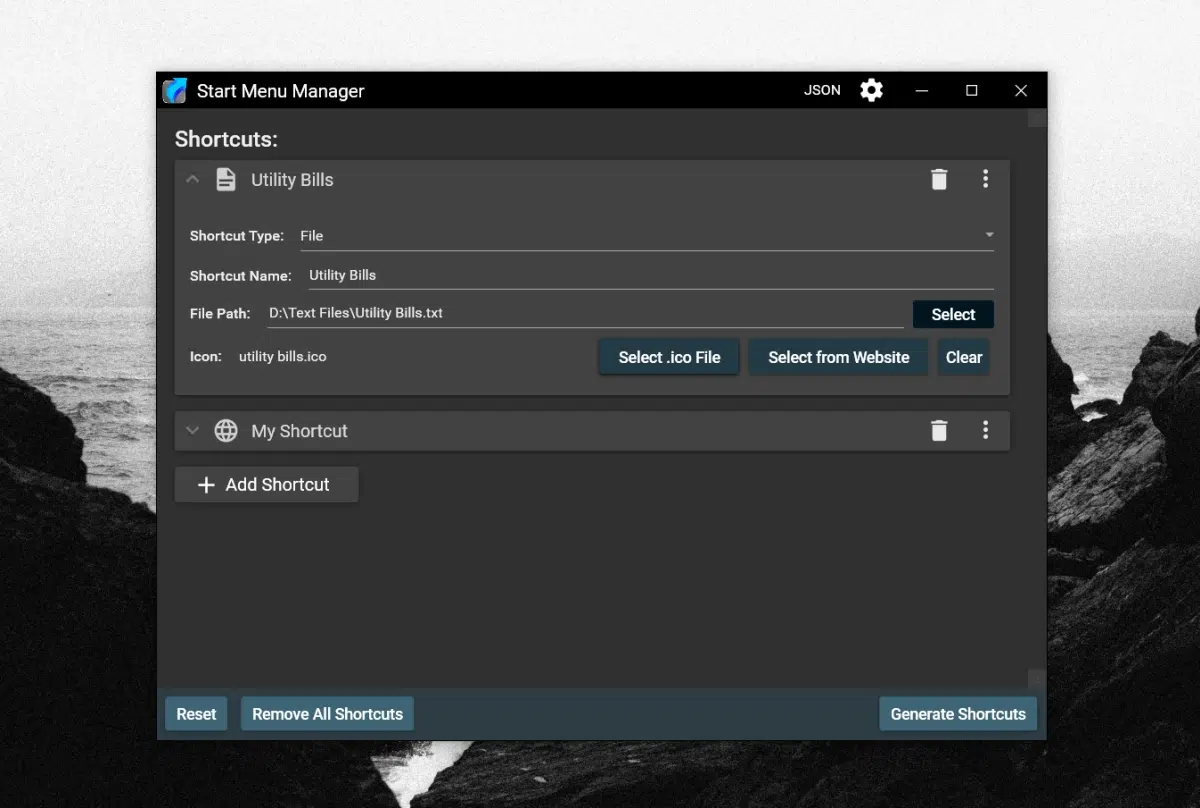 Start Menu Manager JSON
Shortcuts:
Utility Bills
Shortcut Type: File
Shortcut Name: Utility Bills
File Path: D:\Text Files\Utility Bills.txt Select
Icon: utility bills.ico Select .ico File Select from Website Clear
My Shortcut
Add Shortcut
Reset Remove All Shortcuts Generate Shortcuts